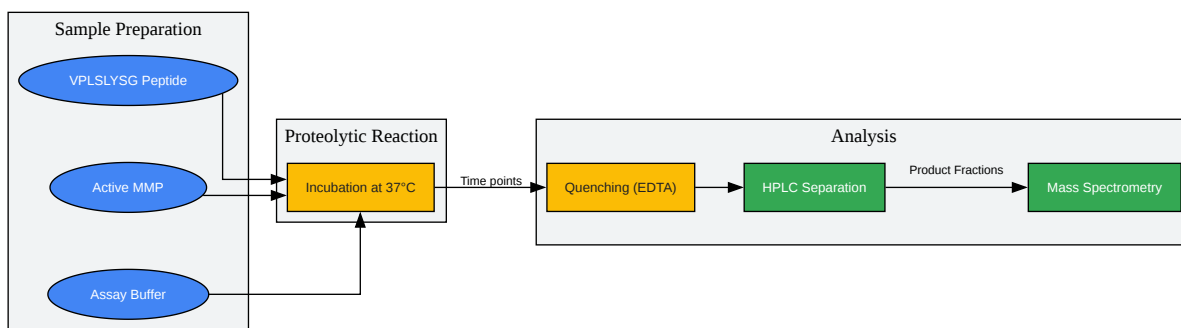 Sample Preparation
VPLSLYSG Peptide
Active MMP
Assay Buffer
Proteolytic Reaction
Incubation at 37°C
Time points
Analysis
Quenching (EDTA)
HPLC Separation
Product Fractions
Mass Spectrometry